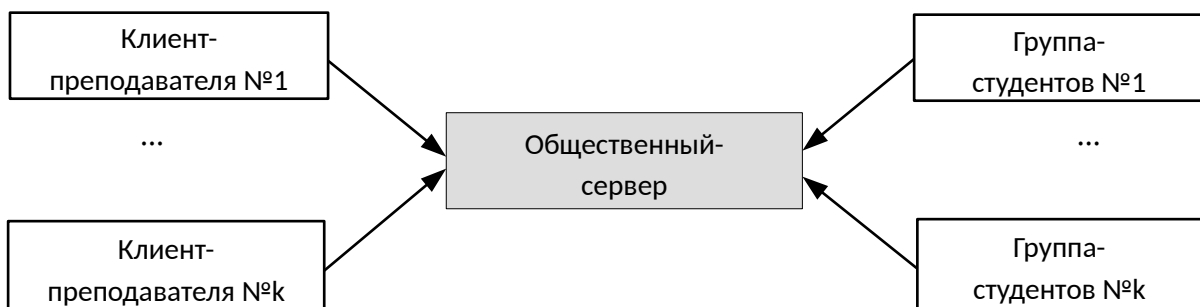 Клиент-
преподавателя №1
Группа-
студентов №1
...
Общественный-
сервер
...
Клиент-
преподавателя №k
Группа-
студентов №k